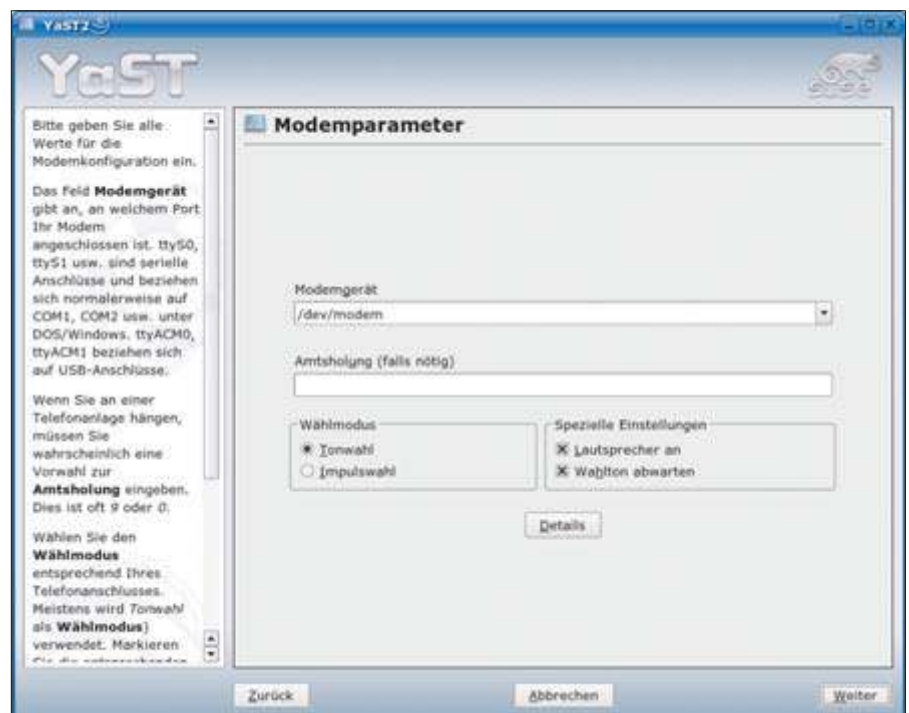 YaST2
YaST
Bitte geben Sie alle
Werte für die
Modemkonfiguration ein.
Das Feld Modemgerät
gibt an, an welchem Port
Ihr Modem
angeschlossen ist. ttyS0,
ttyS1 usw. sind serielle
Anschlüsse und beziehen
sich normalerweise auf
COM1, COM2 usw. unter
DOS/Windows. ttyACM0,
ttyACM1 beziehen sich
auf USB-Anschlüsse.
Wenn Sie an einer
Telefonanlage hängen,
müssen Sie
wahrscheinlich eine
Vorwahl zur
Amtsholung eingeben.
Dies ist oft 9 oder 0.
Wählen Sie den
Wählmodus
entsprechend Ihres
Telefonanschlusses.
Meistens wird Tonwahl
als Wählmodus)
verwendet. Markieren
Modemparameter
Modemgerät
/dev/modem
Amtsholung (falls nötig)
Wählmodus
Tonwahl
Impulswahl
Spezielle Einstellungen
Lautsprecher an
Wahlton abwarten
Details
Zurück
Abbrechen
Weiter